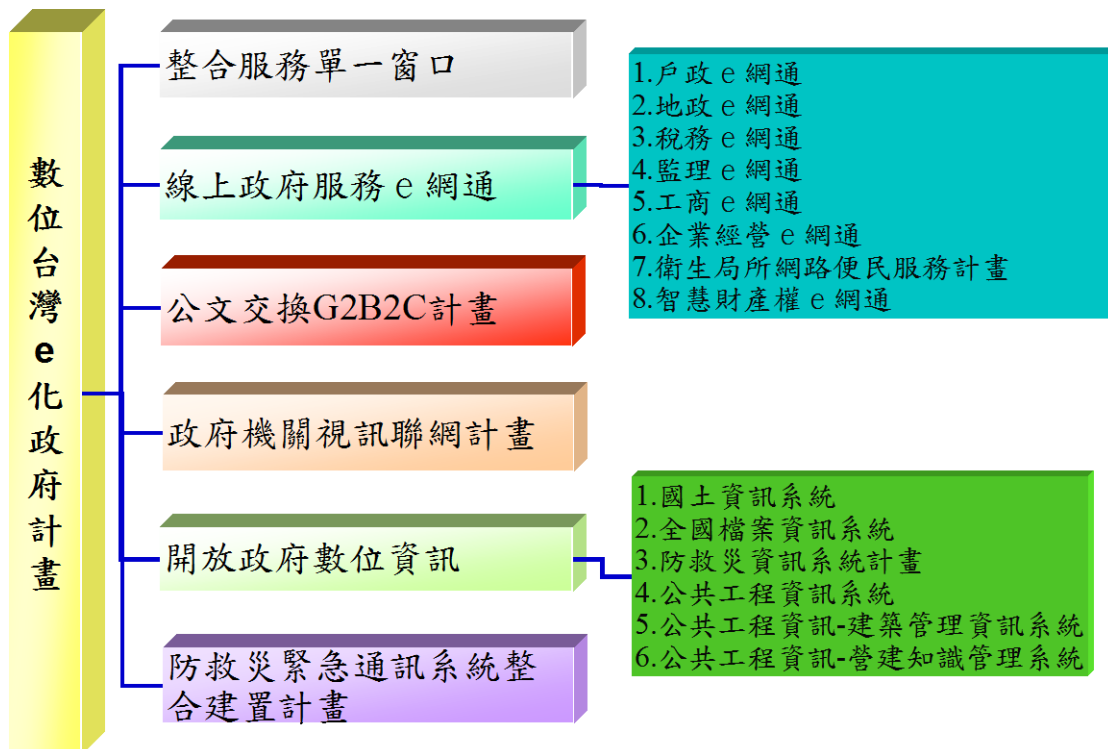 數位台灣e化政府計畫
整合服務單一窗口
線上政府服務e網通
1.戶政e網通
2.地政e網通
3.稅務e網通
4.監理e網通
5.工商e網通
6.企業經營e網通
7.衛生局所網路便民服務計畫
8.智慧財產權e網通
公文交換G2B2C計畫
政府機關視訊聯網計畫
開放政府數位資訊
1.國土資訊系統
2.全國檔案資訊系統
3.防救災資訊系統計畫
4.公共工程資訊系統
5.公共工程資訊-建築管理資訊系統
6.公共工程資訊-營建知識管理系統
防救災緊急通訊系統整
合建置計畫